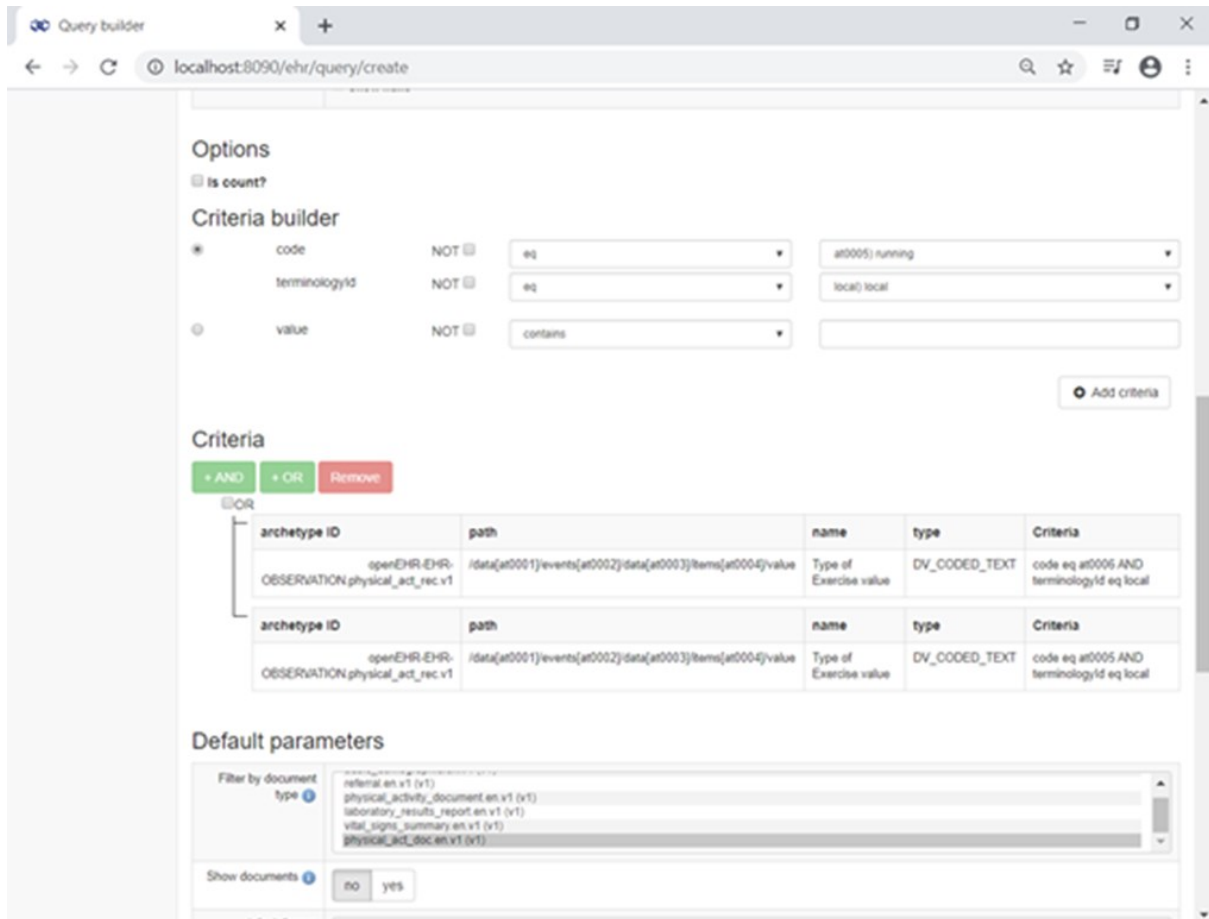 Query builder
localhost:8090/ehr/query/create
Options
Is count?
Criteria builder
code NOT eq at0005) running
terminologyId NOT eq local) local
value NOT contains
Add criteria
Criteria
+ AND + OR Remove
OR
archetype ID path name type Criteria
openEHR-EHR- /data[at0001]/events[at0002]/data[at0003]/items[at0004]/value Type of DV_CODED_TEXT code eq at0006 AND
OBSERVATION.physical_act_rec.v1 Exercise value terminologyId eq local
archetype ID path name type Criteria
openEHR-EHR- /data[at0001]/events[at0002]/data[at0003]/items[at0004]/value Type of DV_CODED_TEXT code eq at0005 AND
OBSERVATION.physical_act_rec.v1 Exercise value terminologyId eq local
Default parameters
Filter by document
type
referral.en.v1 (v1)
physical_activity_document.en.v1 (v1)
laboratory_results_report.en.v1 (v1)
vital_signs_summary.en.v1 (v1)
physical_act_doc.en.v1 (v1)
Show documents no yes